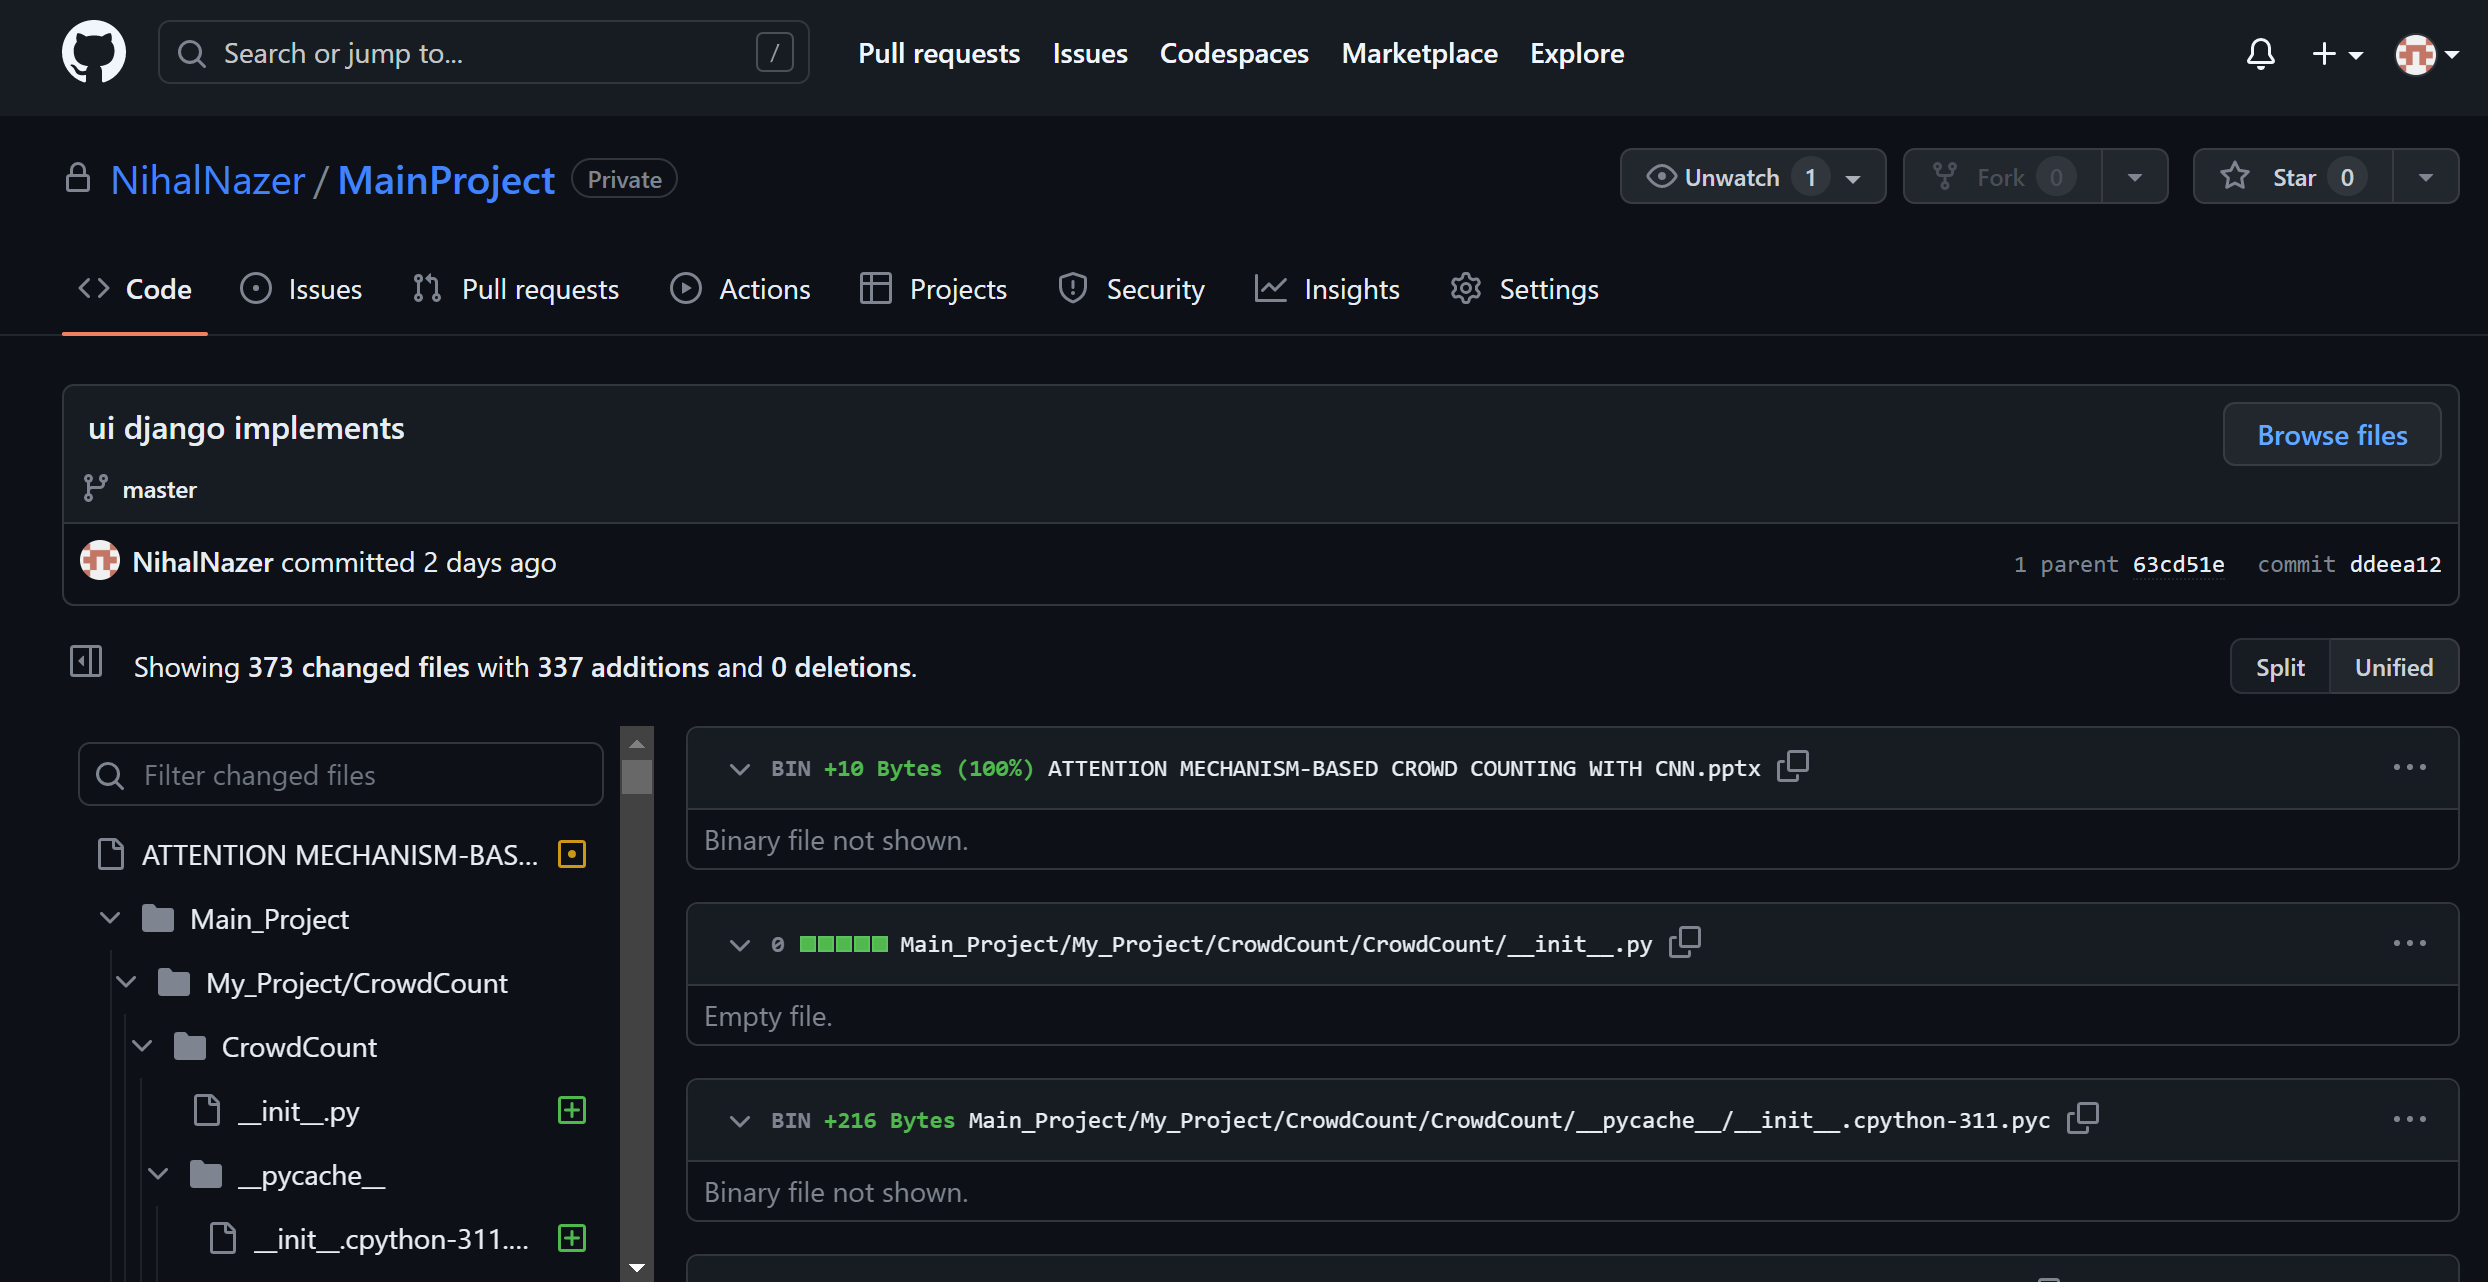 Search or jump to... / Pull requests Issues Codespaces Marketplace Explore
NihalNazer / MainProject Private Unwatch 1 Fork 0 Star 0
Code Issues Pull requests Actions Projects Security Insights Settings
ui django implements Browse files
master
NihalNazer committed 2 days ago 1 parent 63cd51e commit ddeea12
Showing 373 changed files with 337 additions and 0 deletions. Split Unified
Filter changed files
ATTENTION MECHANISM-BAS...
Main_Project
My_Project/CrowdCount
CrowdCount
__init__.py
__pycache__
__init__.cpython-311....
BIN +10 Bytes (100%) ATTENTION MECHANISM-BASED CROWD COUNTING WITH CNN.pptx
Binary file not shown.
0 Main_Project/My_Project/CrowdCount/CrowdCount/__init__.py
Empty file.
BIN +216 Bytes Main_Project/My_Project/CrowdCount/CrowdCount/__pycache__/__init__.cpython-311.pyc
Binary file not shown.